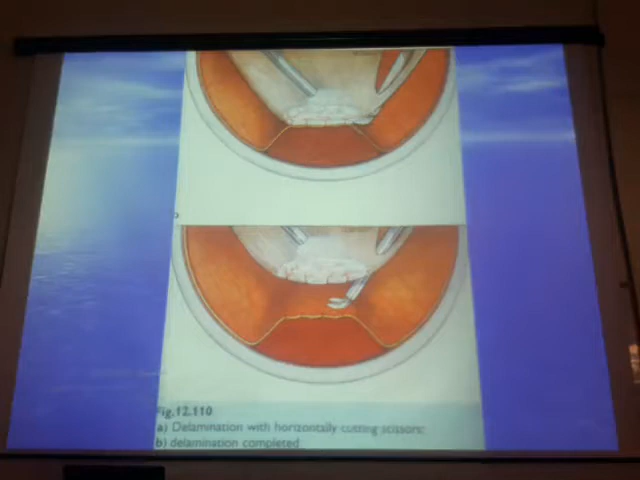 Fig.12.110
a) Delamination with horizontally cutting scissors;
b) delamination completed